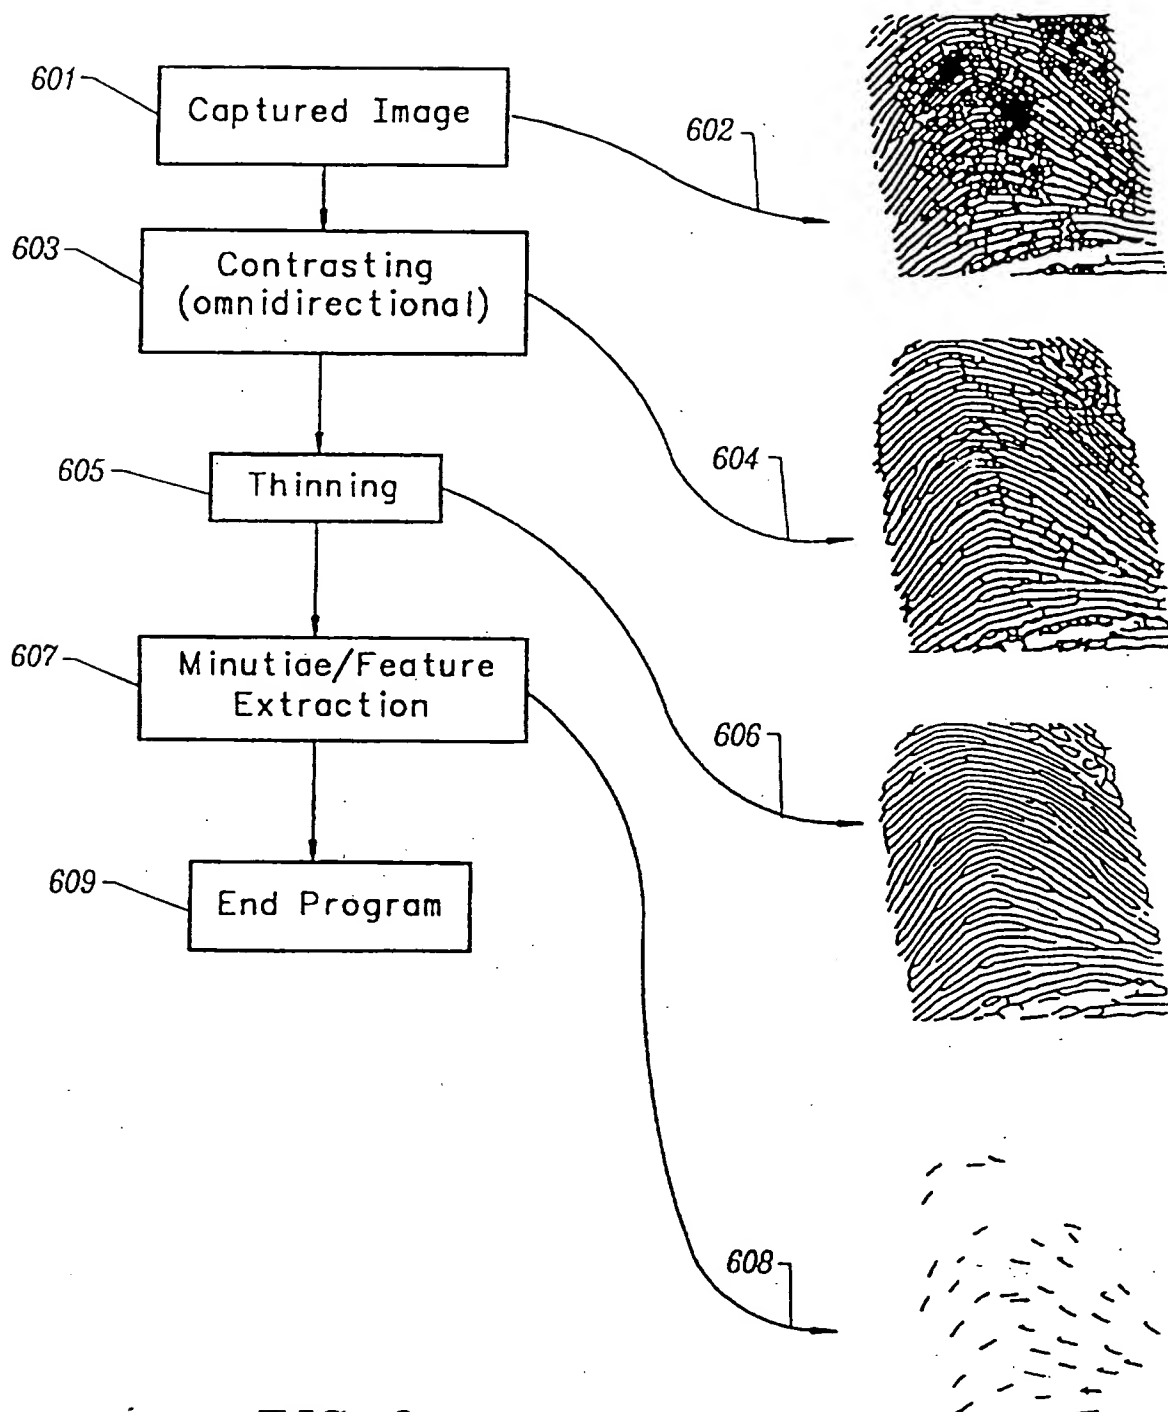 601
Captured Image
602
603
Contrasting
(omnidirectional)
604
605
Thinning
606
607
Minutiae/Feature
Extraction
608
609
End Program